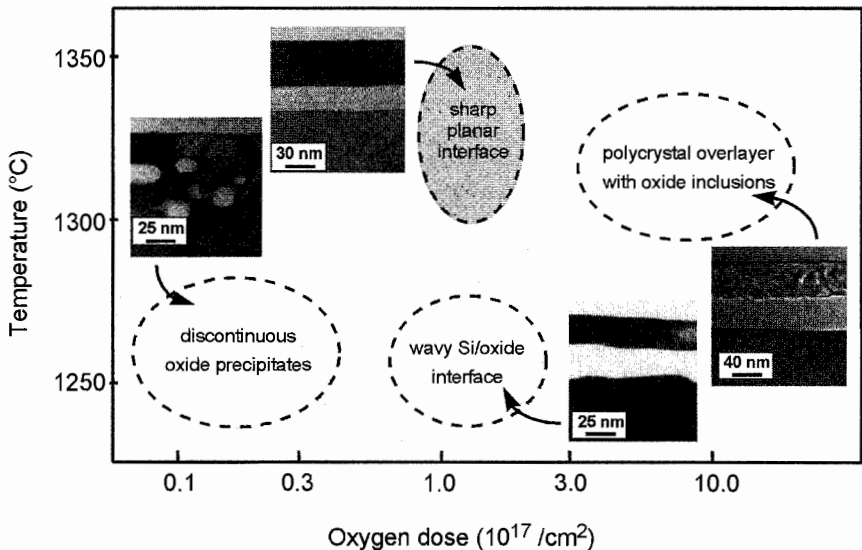 1350
1300
1250
Temperature (°C)
30 nm
sharp
planar
interface
polycrystal overlayer
with oxide inclusions
25 nm
discontinuous
oxide precipitates
wavy Si/oxide
interface
25 nm
40 nm
0.1
0.3
1.0
3.0
10.0
Oxygen dose (10¹⁷ /cm²)